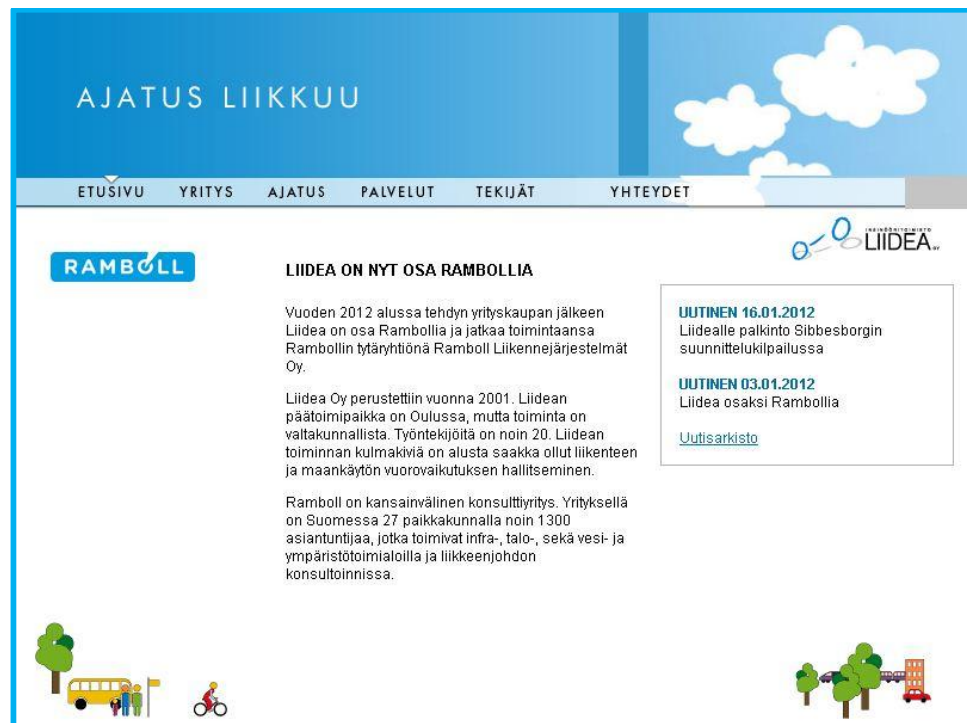 AJATUS LIIKKUU
ETUSIVU YRITYS AJATUS PALVELUT TEKIJÄT YHTEYDET
INSINÖÖRITOIMISTO
LIIDEA OY
RAMBOLL
LIIDEA ON NYT OSA RAMBOLLIA
Vuoden 2012 alussa tehdyn yrityskaupan jälkeen
Liidea on osa Rambollia ja jatkaa toimintaansa
Rambollin tytäryhtiönä Ramboll Liikennejärjestelmät
Oy.
Liidea Oy perustettiin vuonna 2001. Liidean
päätoimipaikka on Oulussa, mutta toiminta on
valtakunnallista. Työntekijöitä on noin 20. Liidean
toiminnan kulmakiviä on alusta saakka ollut liikenteen
ja maankäytön vuorovaikutuksen hallitseminen.
Ramboll on kansainvälinen konsulttiyritys. Yrityksellä
on Suomessa 27 paikkakunnalla noin 1300
asiantuntijaa, jotka toimivat infra-, talo-, sekä vesi- ja
ympäristötoimialoilla ja liikkeenjohdon
konsultoinnissa.
UUTINEN 16.01.2012
Liidealle palkinto Sibbesborgin
suunnittelukilpailussa
UUTINEN 03.01.2012
Liidea osaksi Rambollia
Uutisarkisto